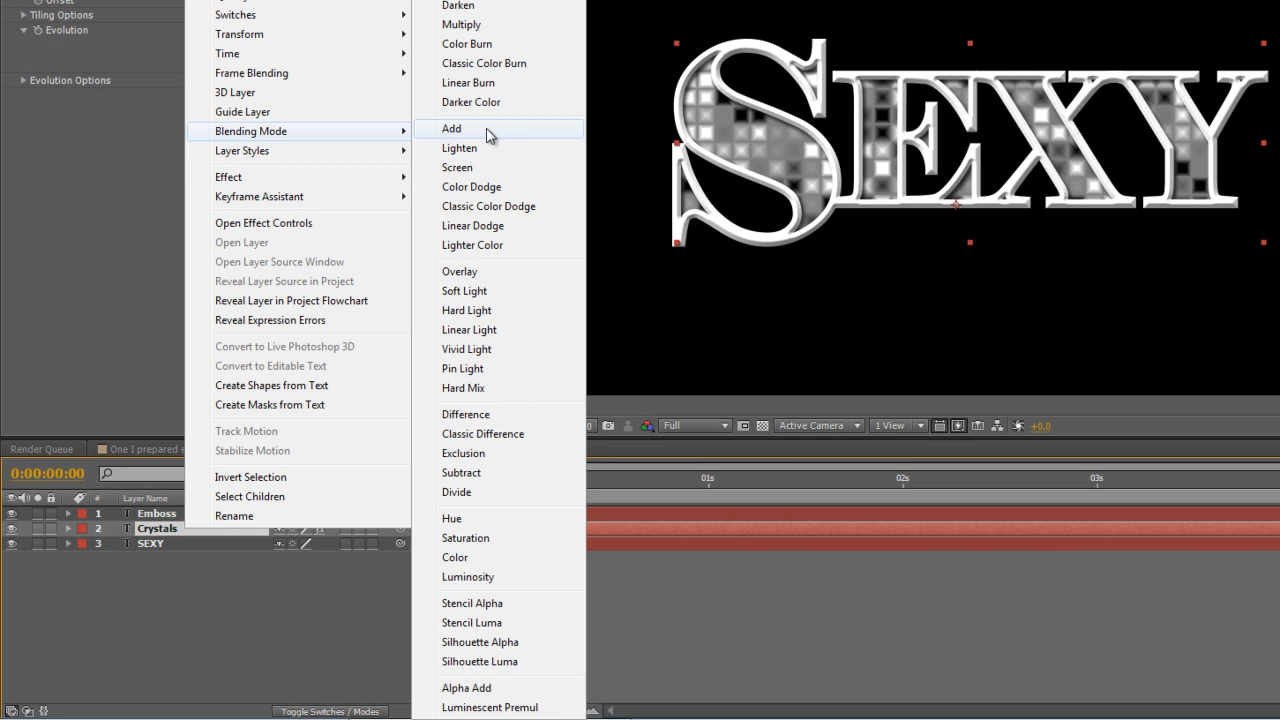 Offset
Tiling Options
Evolution
Evolution Options
Switches
Transform
Time
Frame Blending
3D Layer
Guide Layer
Blending Mode
Layer Styles
Effect
Keyframe Assistant
Open Effect Controls
Open Layer
Open Layer Source Window
Reveal Layer Source in Project
Reveal Layer in Project Flowchart
Reveal Expression Errors
Convert to Live Photoshop 3D
Convert to Editable Text
Create Shapes from Text
Create Masks from Text
Track Motion
Stabilize Motion
Invert Selection
Select Children
Rename
Darken
Multiply
Color Burn
Classic Color Burn
Linear Burn
Darker Color
Add
Lighten
Screen
Color Dodge
Classic Color Dodge
Linear Dodge
Lighter Color
Overlay
Soft Light
Hard Light
Linear Light
Vivid Light
Pin Light
Hard Mix
Difference
Classic Difference
Exclusion
Subtract
Divide
Hue
Saturation
Color
Luminosity
Stencil Alpha
Stencil Luma
Silhouette Alpha
Silhouette Luma
Alpha Add
Luminescent Premul
SEXY
Full Active Camera 1 View +0.0
Render Queue One I prepared e
0:00:00:00
01s 02s 03s
# Layer Name
1 T Emboss
2 T Crystals
3 T SEXY
Toggle Switches / Modes